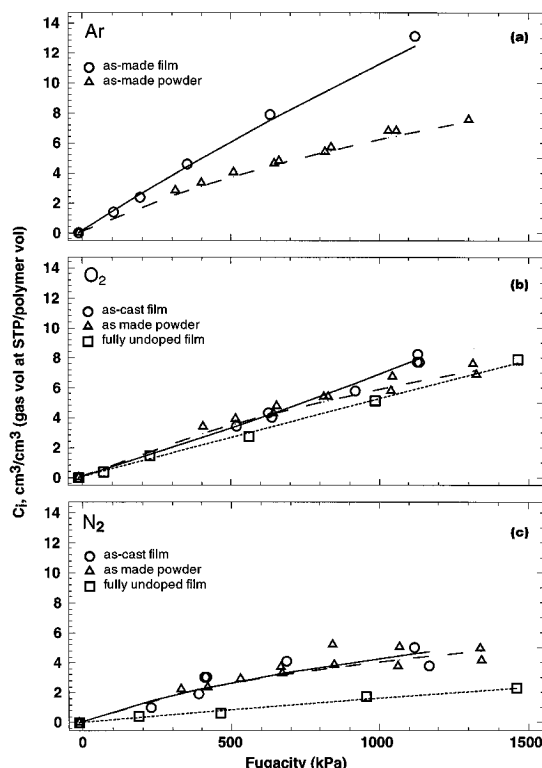 14
12
10
8
6
4
2
0
Ar
(a)
as-made film
as-made powder
14
12
10
8
6
4
2
0
O2
(b)
as-cast film
as made powder
fully undoped film
14
12
10
8
6
4
2
0
N2
(c)
as-cast film
as made powder
fully undoped film
Ci, cm3/cm3 (gas vol at STP/polymer vol)
0 500 1000 1500
Fugacity (kPa)